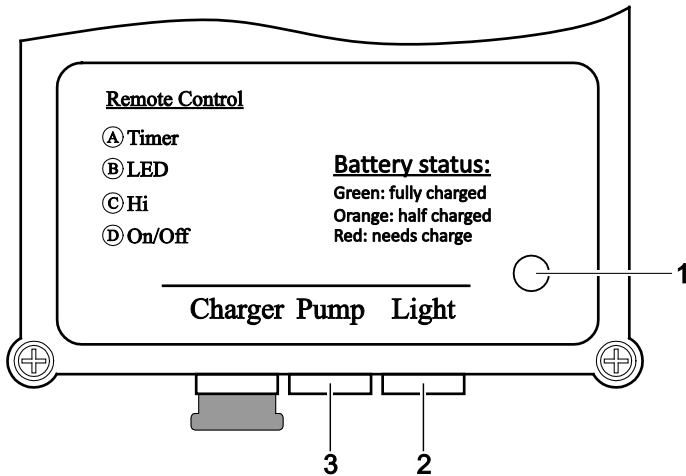 Remote Control
Ⓐ Timer
Ⓑ LED
Ⓒ Hi
Ⓓ On/Off
Battery status:
Green: fully charged
Orange: half charged
Red: needs charge
1
Charger Pump Light
3 2